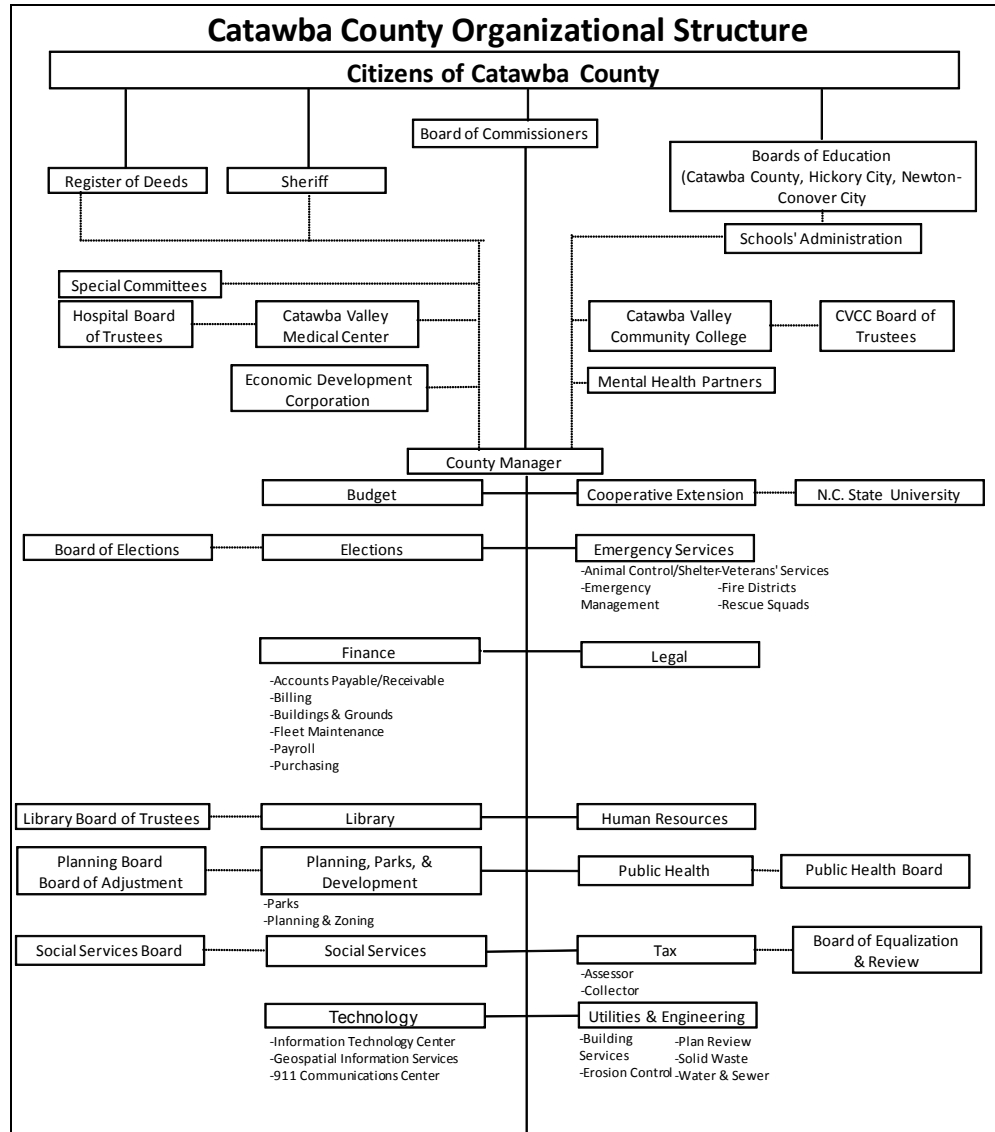 Catawba County Organizational Structure
Citizens of Catawba County
Board of Commissioners
Register of Deeds
Sheriff
Boards of Education
(Catawba County, Hickory City, Newton-
Conover City
Schools' Administration
Special Committees
Hospital Board
of Trustees
Catawba Valley
Medical Center
Catawba Valley
Community College
CVCC Board of
Trustees
Economic Development
Corporation
Mental Health Partners
County Manager
Budget
Cooperative Extension
N.C. State University
Board of Elections
Elections
Emergency Services
-Animal Control/Shelter
-Emergency
Management
-Veterans' Services
-Fire Districts
-Rescue Squads
Finance
Legal
-Accounts Payable/Receivable
-Billing
-Buildings & Grounds
-Fleet Maintenance
-Payroll
-Purchasing
Library Board of Trustees
Library
Human Resources
Planning Board
Board of Adjustment
Planning, Parks, &
Development
-Parks
-Planning & Zoning
Public Health
Public Health Board
Social Services Board
Social Services
Tax
-Assessor
-Collector
Board of Equalization
& Review
Technology
-Information Technology Center
-Geospatial Information Services
-911 Communications Center
Utilities & Engineering
-Building
Services
-Erosion Control
-Plan Review
-Solid Waste
-Water & Sewer